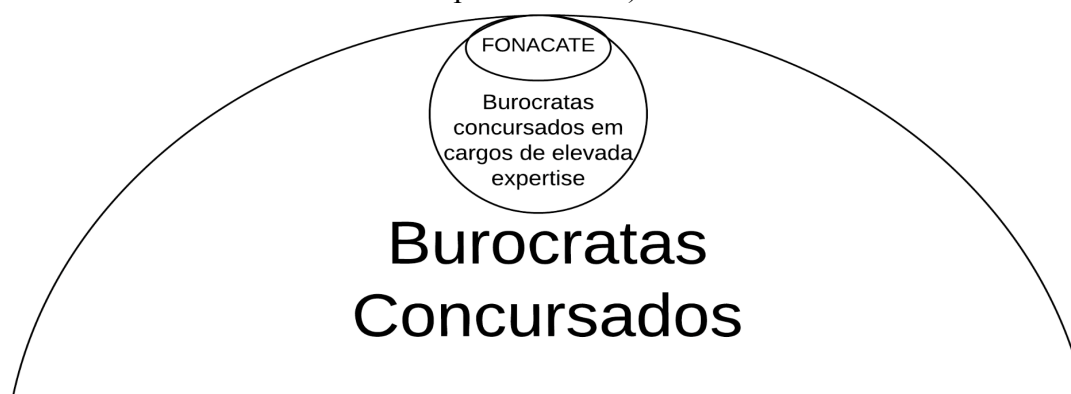 FONACATE
Burocratas
concursados em
cargos de elevada
expertise
Burocratas
Concursados